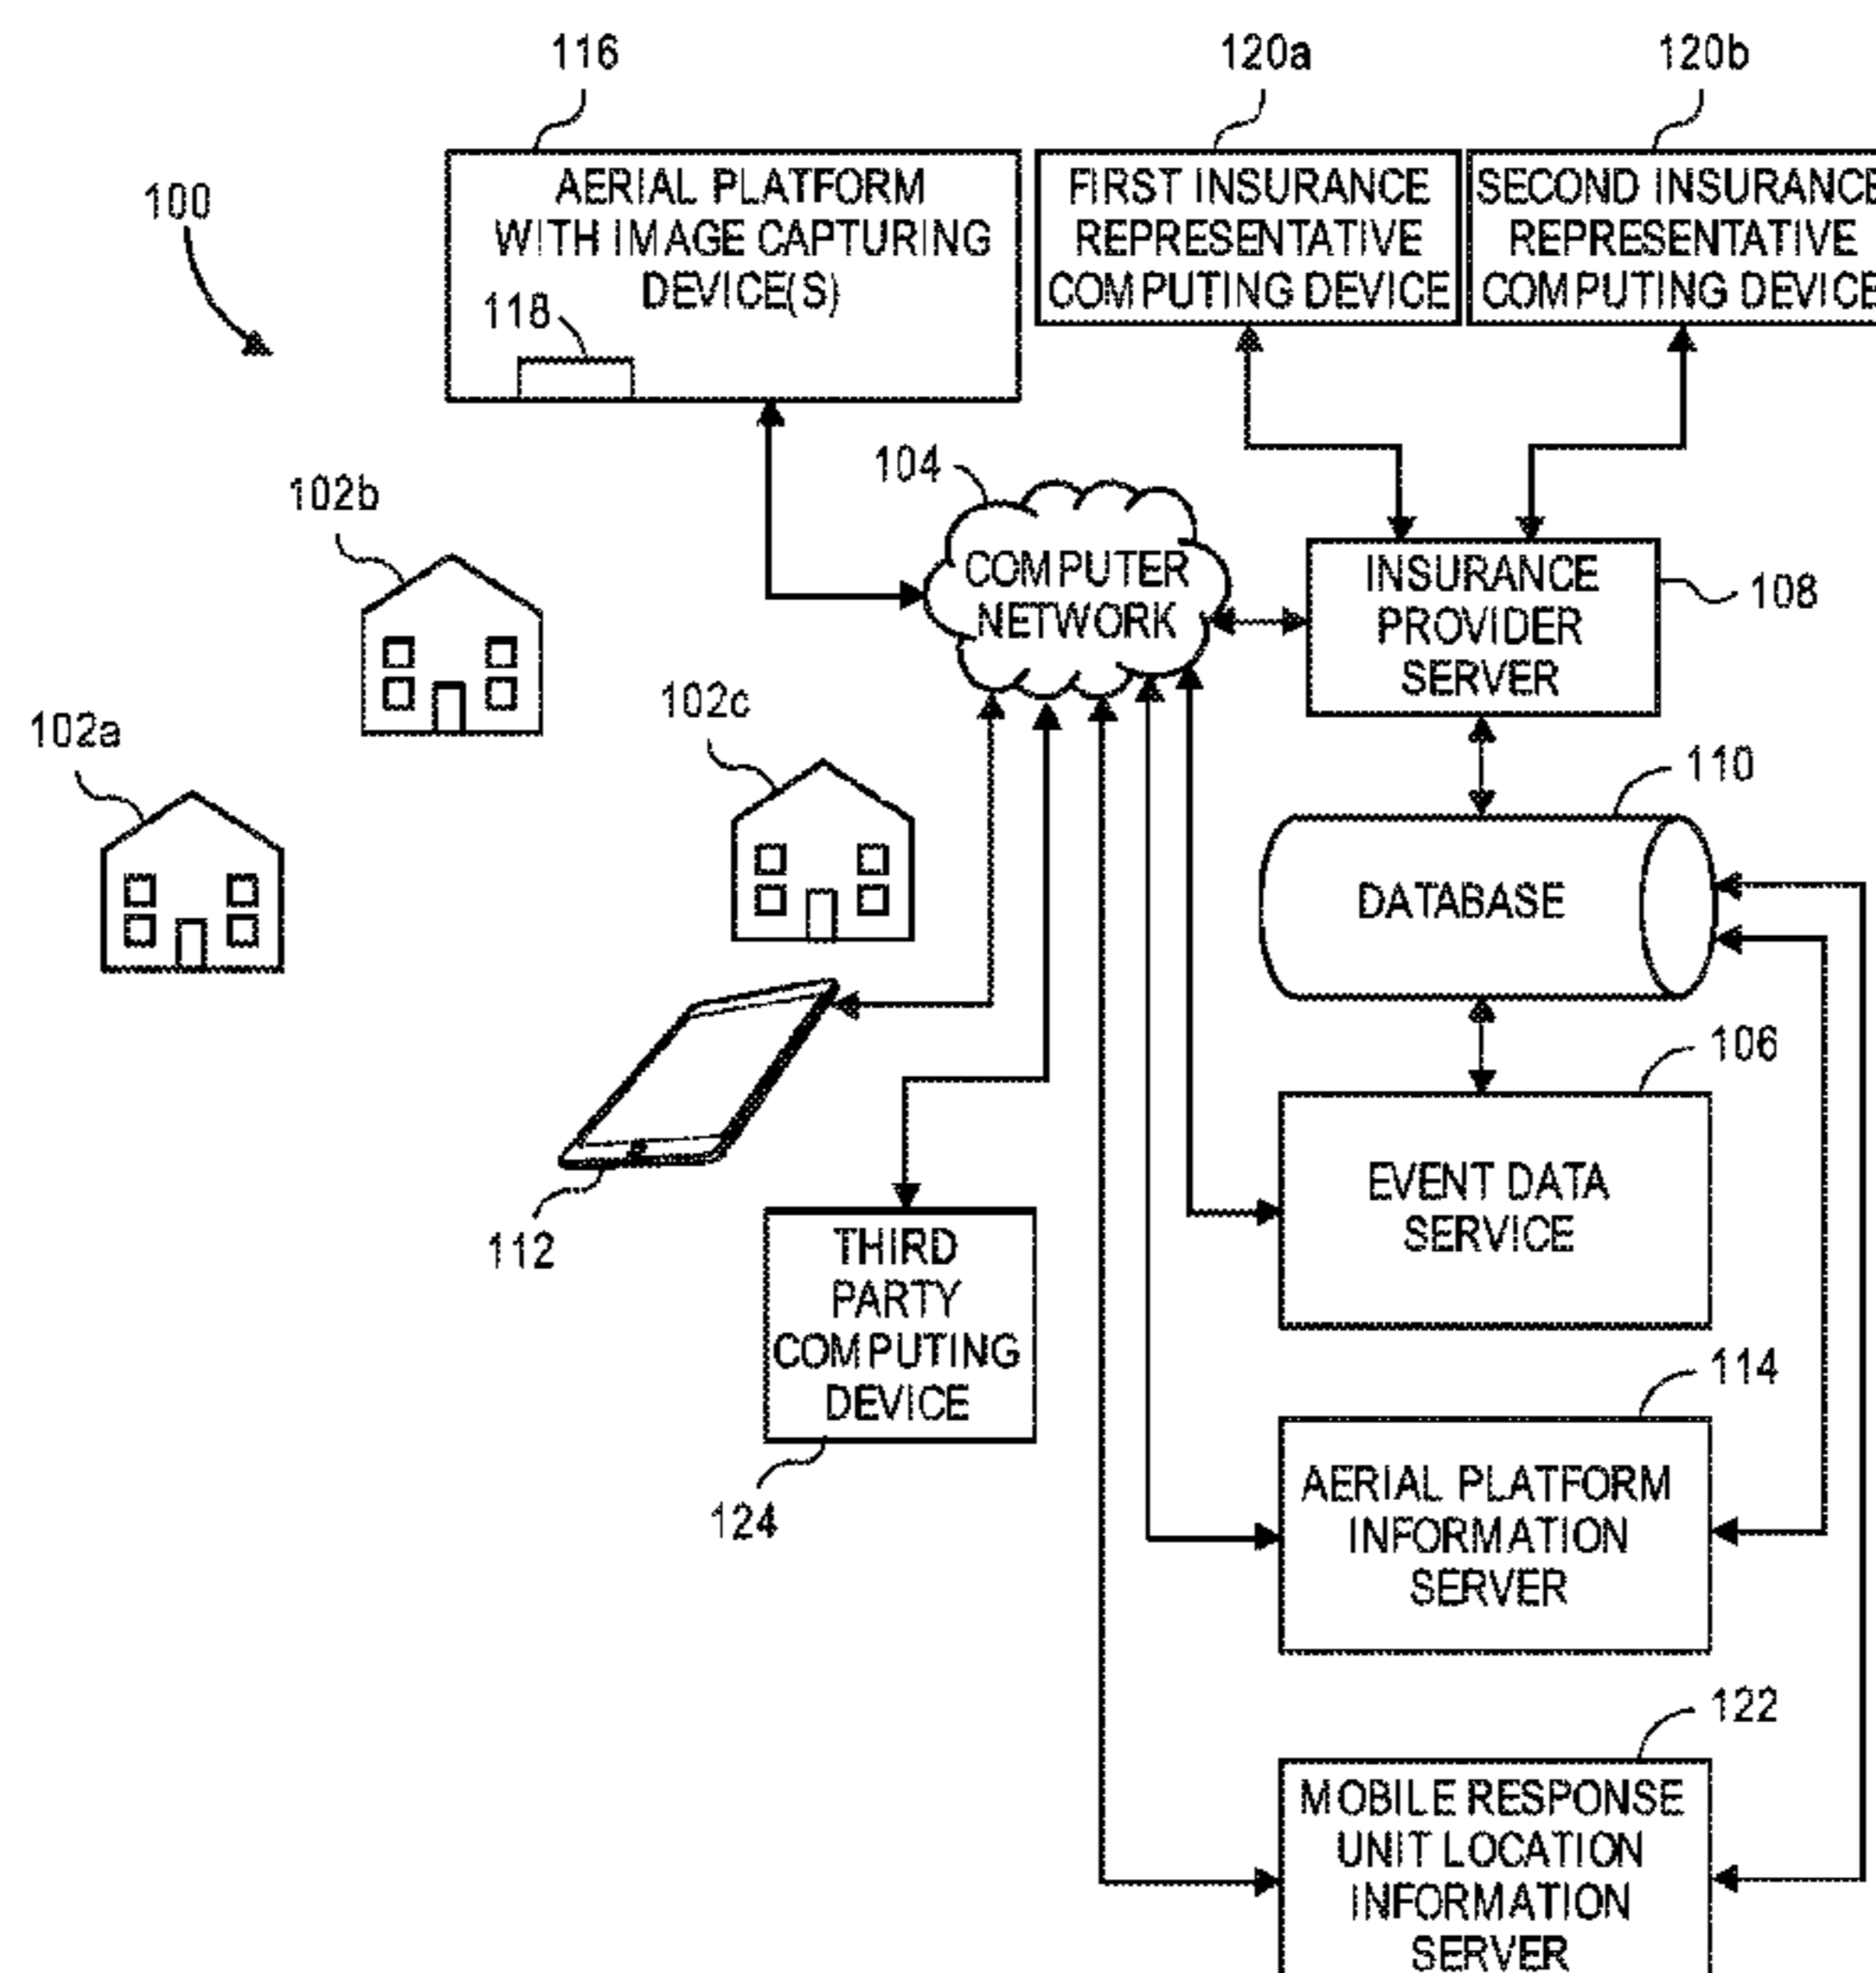 116
120a
120b
100
AERIAL PLATFORM
WITH IMAGE CAPTURING
DEVICE(S)
118
FIRST INSURANCE
REPRESENTATIVE
COMPUTING DEVICE
SECOND INSURANCE
REPRESENTATIVE
COMPUTING DEVICE
104
102b
COMPUTER
NETWORK
INSURANCE
PROVIDER
SERVER
108
102c
102a
110
DATABASE
106
EVENT DATA
SERVICE
112
THIRD
PARTY
COMPUTING
DEVICE
114
124
AERIAL PLATFORM
INFORMATION
SERVER
122
MOBILE RESPONSE
UNIT LOCATION
INFORMATION
SERVER